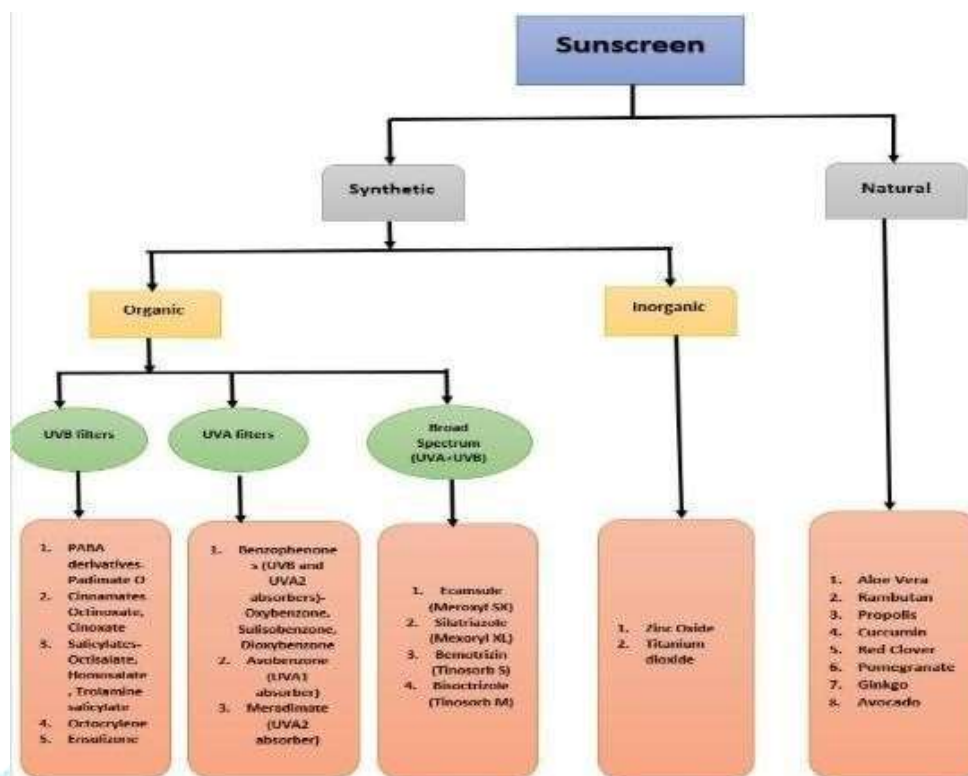 Sunscreen
Synthetic
Natural
Organic
Inorganic
UVB filters
UVA filters
Broad
Spectrum
(UVA+UVB)
1. PABA
derivatives-
Padimate O
2. Cinnamates
Octinoxate,
Cinoxate
3. Salicylates-
Octisalate,
Homosalate
, Trolamine
salicylate
4. Octocrylene
5. Ensulizone
1. Benzophenone
s (UVB and
UVA2
absorbers)-
Oxybenzone,
Sulisobenzone,
Dioxybenzone
2. Avobenzone
(UVA1
absorber)
3. Meradimate
(UVA2
absorber)
1. Ecamsule
(Meroxyl SX)
2. Silatriazole
(Mexoryl XL)
3. Bemotrizin
(Tinosorb S)
4. Bisoctrizole
(Tinosorb M)
1. Zinc Oxide
2. Titanium
dioxide
1. Aloe Vera
2. Rambutan
3. Propolis
4. Curcumin
5. Red Clover
6. Pomegranate
7. Ginkgo
8. Avocado